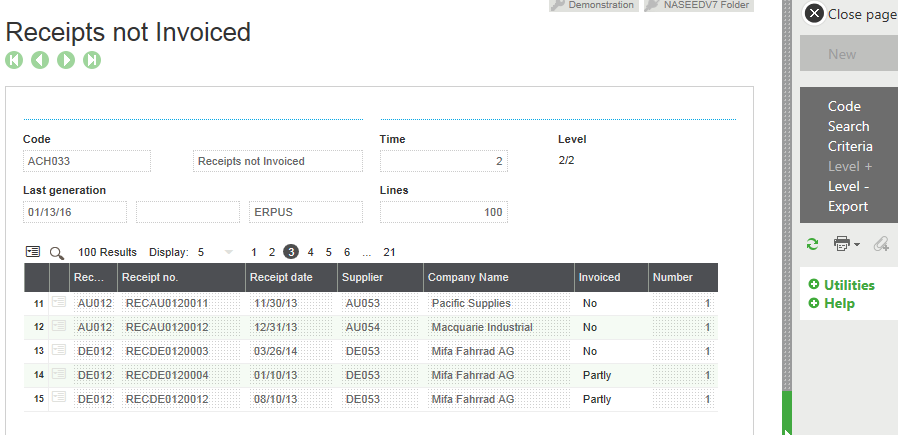 Demonstration NASEEDV7 Folder
Receipts not Invoiced
Code Time Level
ACH033 Receipts not Invoiced 2 2/2
Last generation Lines
01/13/16 ERPUS 100
100 Results Display: 5 1 2 3 4 5 6 ... 21
Rec... Receipt no. Receipt date Supplier Company Name Invoiced Number
11 AU012 RECAU0120011 11/30/13 AU053 Pacific Supplies No 1
12 AU012 RECAU0120012 12/31/13 AU054 Macquarie Industrial No 1
13 DE012 RECDE0120003 03/26/14 DE053 Mifa Fahrrad AG No 1
14 DE012 RECDE0120004 01/10/13 DE053 Mifa Fahrrad AG Partly 1
15 DE012 RECDE0120012 08/10/13 DE053 Mifa Fahrrad AG Partly 1
Close page
New
Code
Search
Criteria
Level +
Level -
Export
Utilities
Help